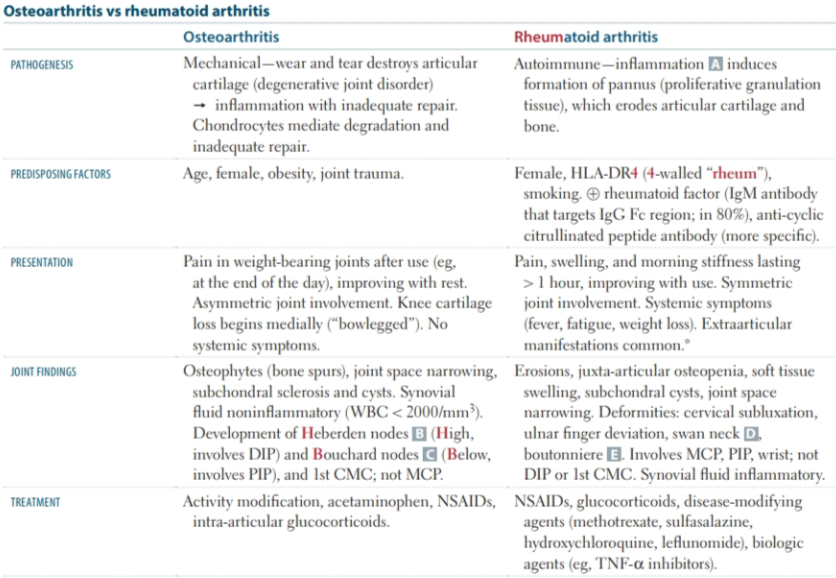 Osteoarthritis vs rheumatoid arthritis
Osteoarthritis
Rheumatoid arthritis
PATHOGENESIS
Mechanical—wear and tear destroys articular
cartilage (degenerative joint disorder)
→ inflammation with inadequate repair.
Chondrocytes mediate degradation and
inadequate repair.
Autoimmune—inflammation A induces
formation of pannus (proliferative granulation
tissue), which erodes articular cartilage and
bone.
PREDISPOSING FACTORS
Age, female, obesity, joint trauma.
Female, HLA-DR4 (4-walled “rheum”),
smoking. ⊕ rheumatoid factor (IgM antibody
that targets IgG Fc region; in 80%), anti-cyclic
citrullinated peptide antibody (more specific).
PRESENTATION
Pain in weight-bearing joints after use (eg,
at the end of the day), improving with rest.
Asymmetric joint involvement. Knee cartilage
loss begins medially (“bowlegged”). No
systemic symptoms.
Pain, swelling, and morning stiffness lasting
> 1 hour, improving with use. Symmetric
joint involvement. Systemic symptoms
(fever, fatigue, weight loss). Extraarticular
manifestations common.*
JOINT FINDINGS
Osteophytes (bone spurs), joint space narrowing,
subchondral sclerosis and cysts. Synovial
fluid noninflammatory (WBC < 2000/mm³).
Development of Heberden nodes B (High,
involves DIP) and Bouchard nodes C (Below,
involves PIP), and 1st CMC; not MCP.
Erosions, juxta-articular osteopenia, soft tissue
swelling, subchondral cysts, joint space
narrowing. Deformities: cervical subluxation,
ulnar finger deviation, swan neck D,
boutonniere E. Involves MCP, PIP, wrist; not
DIP or 1st CMC. Synovial fluid inflammatory.
TREATMENT
Activity modification, acetaminophen, NSAIDs,
intra-articular glucocorticoids.
NSAIDs, glucocorticoids, disease-modifying
agents (methotrexate, sulfasalazine,
hydroxychloroquine, leflunomide), biologic
agents (eg, TNF-α inhibitors).